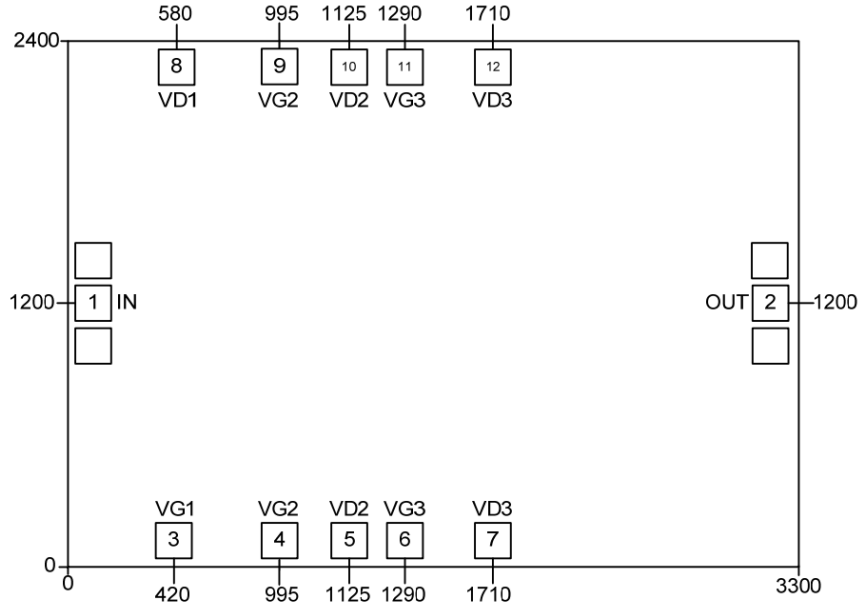 580 995 1125 1290 1710
2400
8 9 10 11 12
VD1 VG2 VD2 VG3 VD3
1200 1 IN OUT 2 1200
VG1 VG2 VD2 VG3 VD3
3 4 5 6 7
0
0 420 995 1125 1290 1710 3300